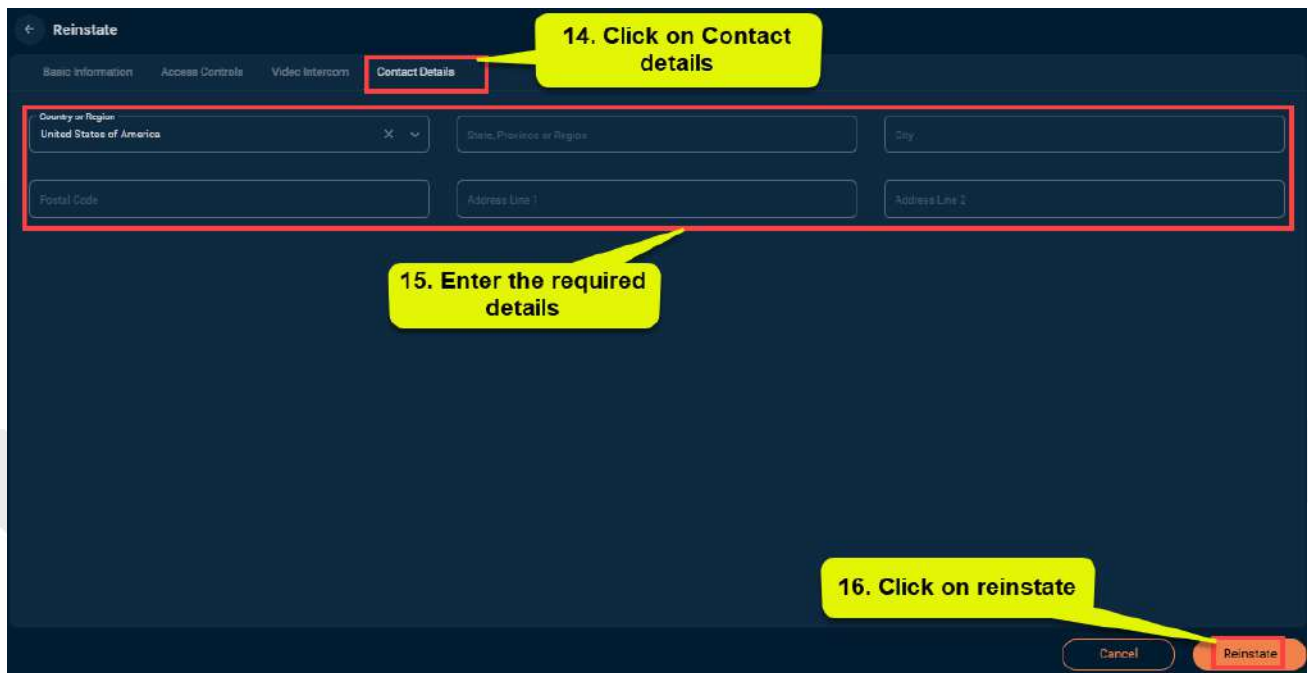 Reinstate
14. Click on Contact
details
Basic Information Access Controls Video Intercom Contact Details
Country or Region
United States of America
State, Province or Region
City
Postal Code
Address Line 1
Address Line 2
15. Enter the required
details
16. Click on reinstate
Cancel
Reinstate